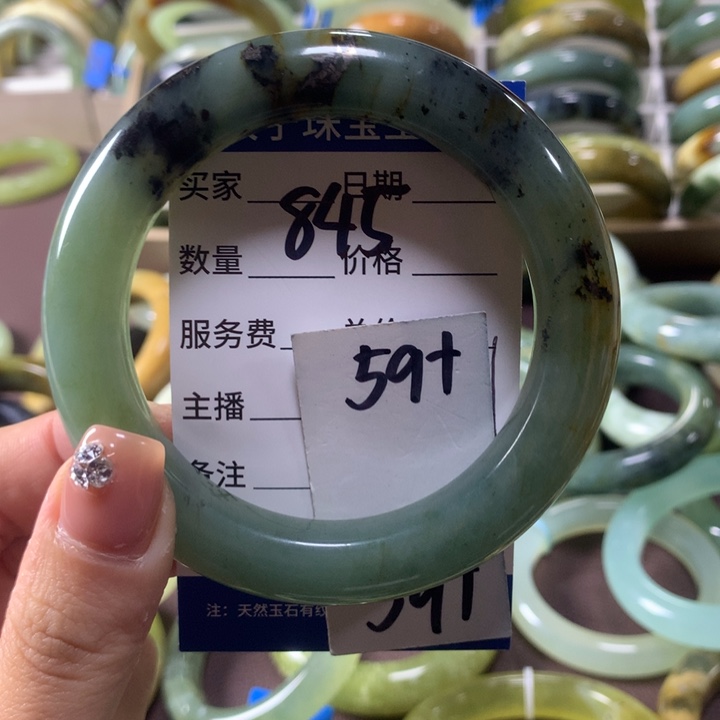 珠宝
买家 日期
845
数量 价格
服务费
59+
主播
备注
注：天然玉石有纹
59+